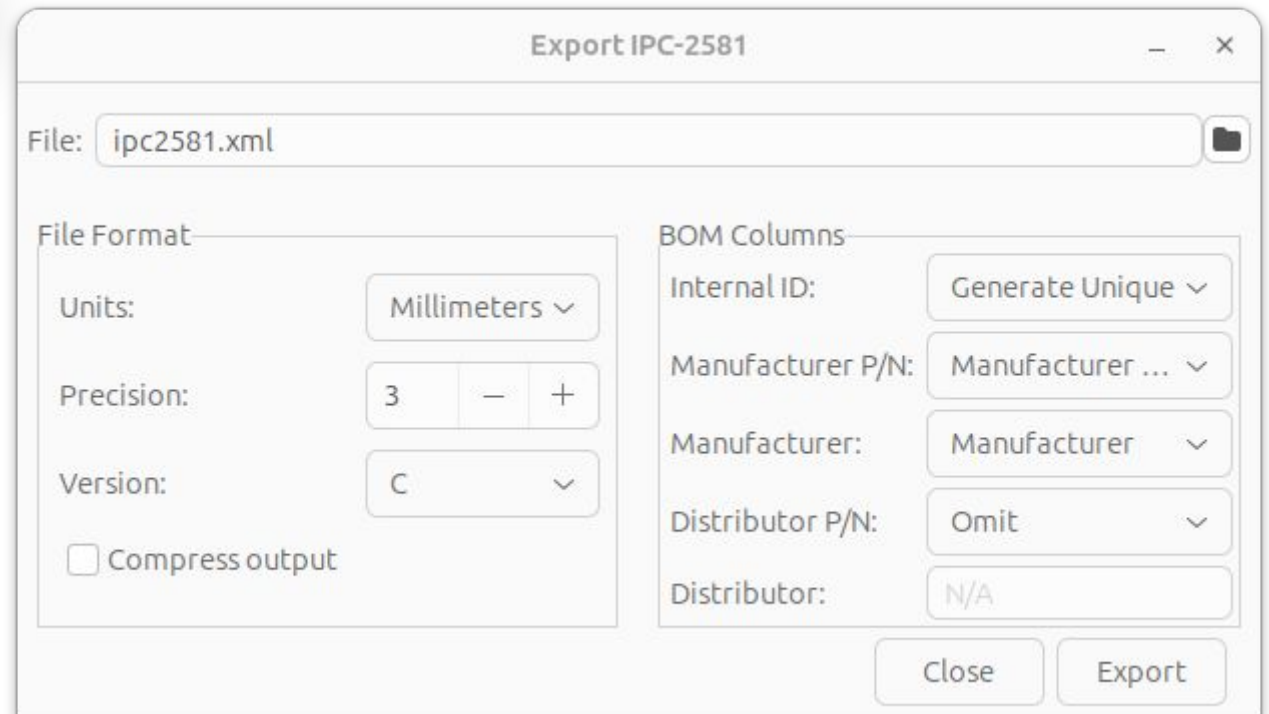 Export IPC-2581
File: ipc2581.xml
File Format
Units: Millimeters
Precision: 3 − +
Version: C
Compress output
BOM Columns
Internal ID: Generate Unique
Manufacturer P/N: Manufacturer ...
Manufacturer: Manufacturer
Distributor P/N: Omit
Distributor: N/A
Close Export